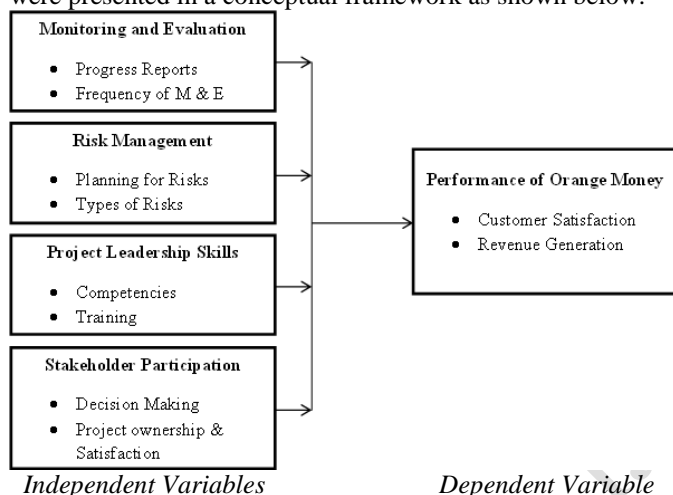 were presented in a conceptual framework as shown below:
Monitoring and Evaluation
• Progress Reports
• Frequency of M & E
Risk Management
• Planning for Risks
• Types of Risks
Project Leadership Skills
• Competencies
• Training
Stakeholder Participation
• Decision Making
• Project ownership &
Satisfaction
Independent Variables
Performance of Orange Money
• Customer Satisfaction
• Revenue Generation
Dependent Variable